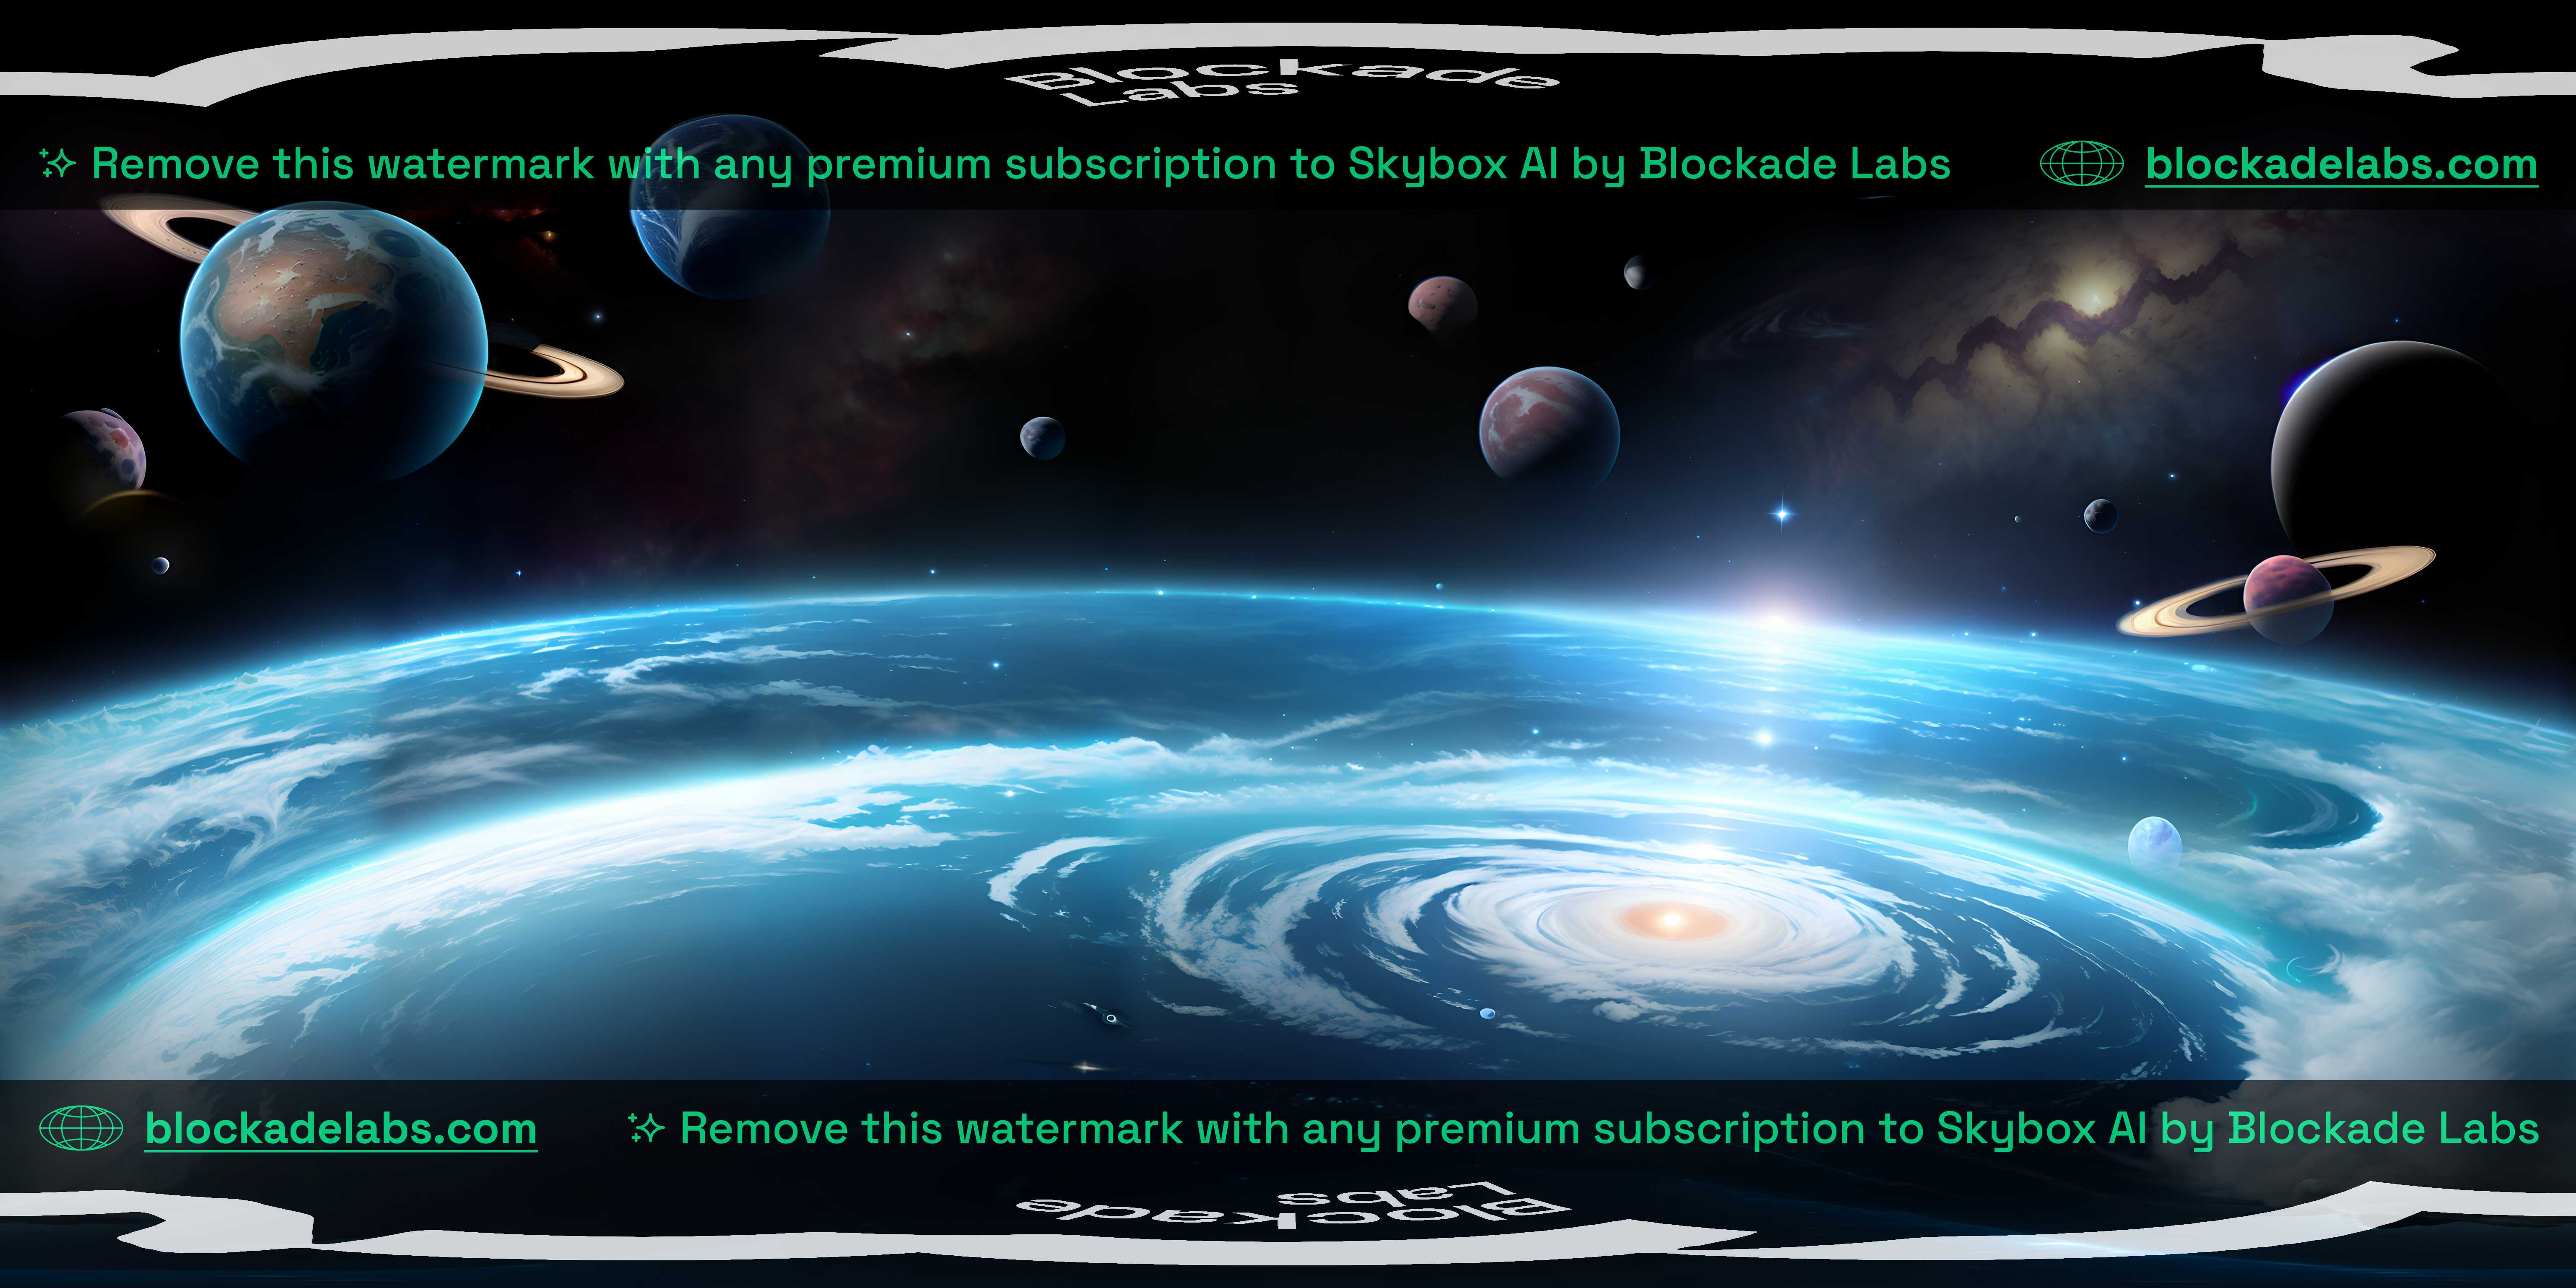 Blockade
Labs
Remove this watermark with any premium subscription to Skybox AI by Blockade Labs
blockadelabs.com
blockadelabs.com
Remove this watermark with any premium subscription to Skybox AI by Blockade Labs
Blockade
Labs